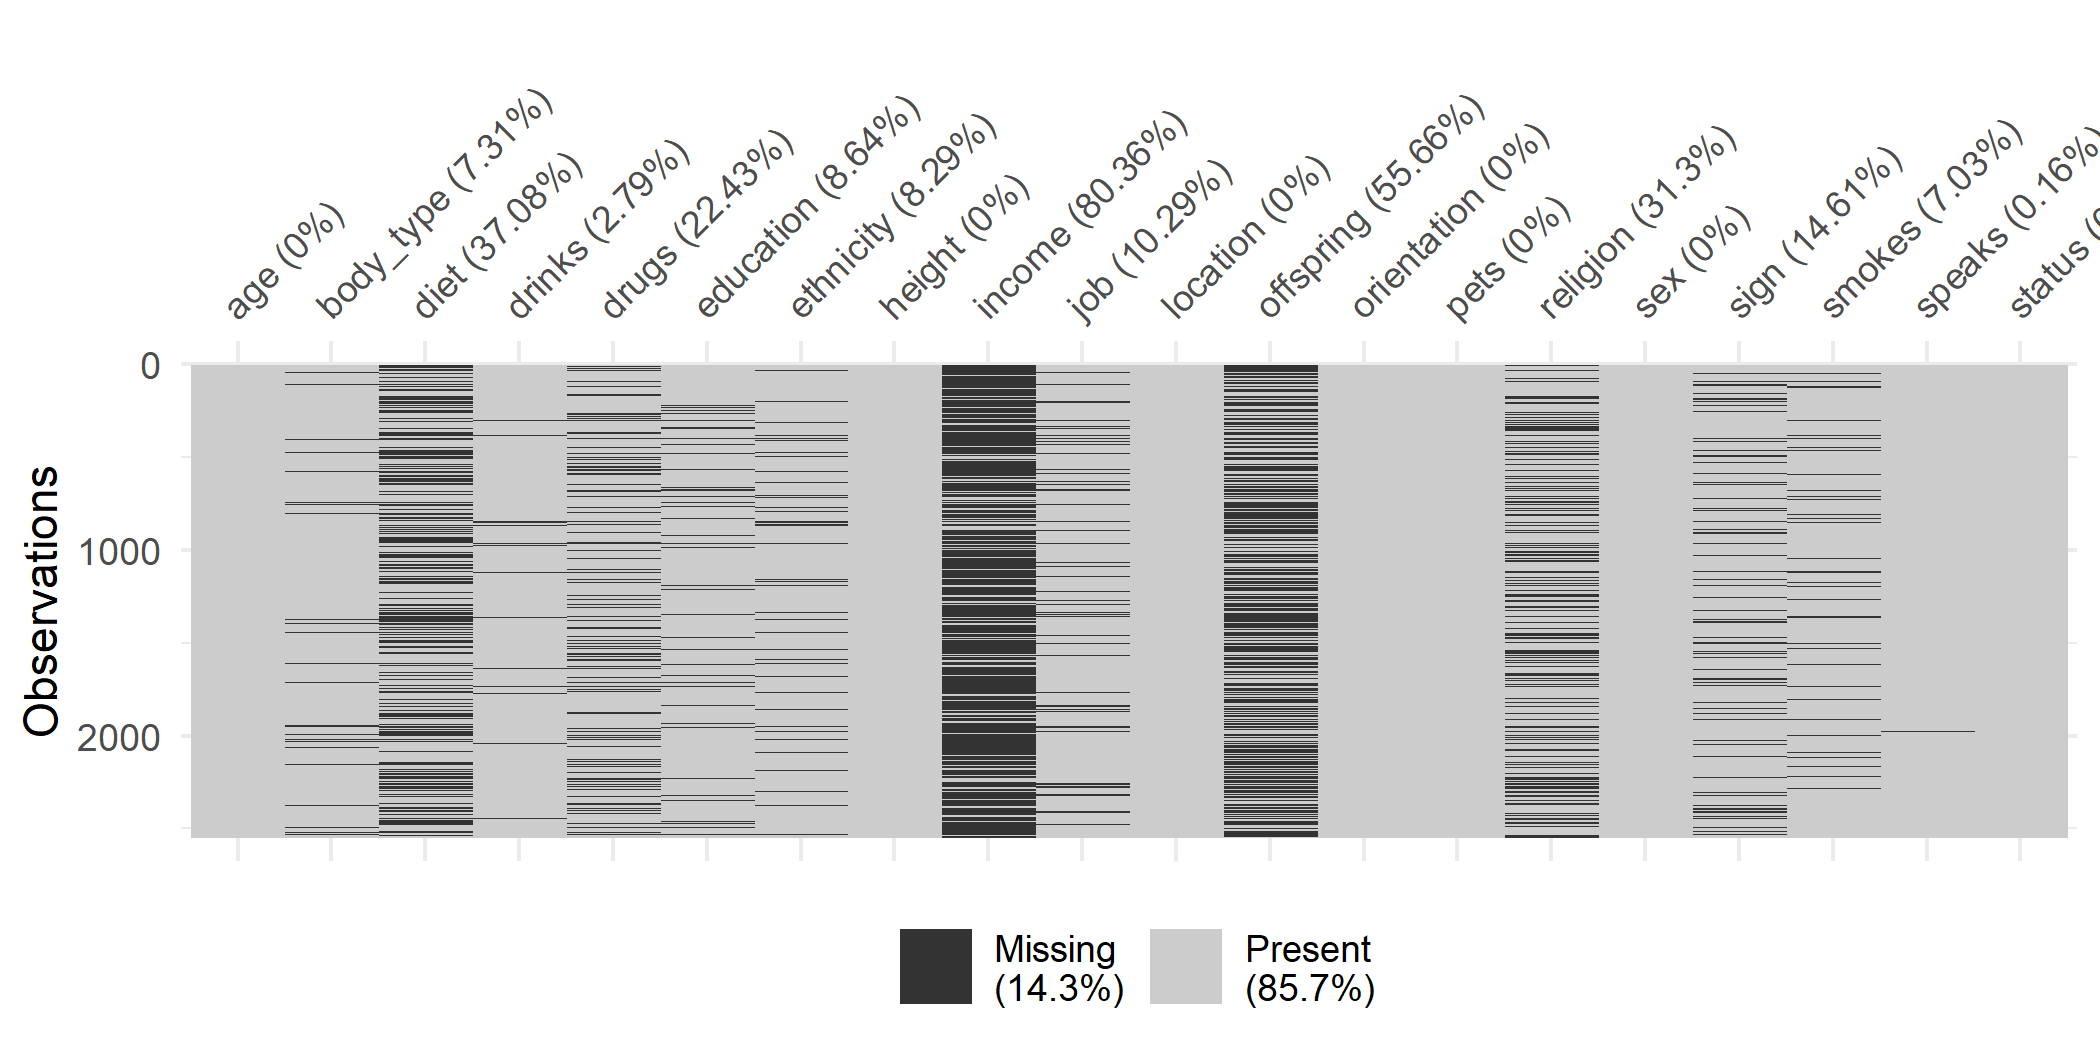 age (0%)
body_type (7.31%)
diet (37.08%)
drinks (2.79%)
drugs (22.43%)
education (8.64%)
ethnicity (8.29%)
height (0%)
income (80.36%)
job (10.29%)
location (0%)
offspring (55.66%)
orientation (0%)
pets (0%)
religion (31.3%)
sex (0%)
sign (14.61%)
smokes (7.03%)
speaks (0.16%)
status (
Observations
0
1000
2000
Missing
(14.3%)
Present
(85.7%)